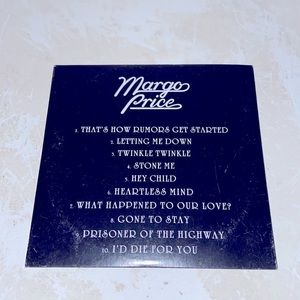 Margo
Price
1. THAT'S HOW RUMORS GET STARTED
2. LETTING ME DOWN
3. TWINKLE TWINKLE
4. STONE ME
5. HEY CHILD
6. HEARTLESS MIND
7. WHAT HAPPENED TO OUR LOVE?
8. GONE TO STAY
9. PRISONER OF THE HIGHWAY
10. I'D DIE FOR YOU